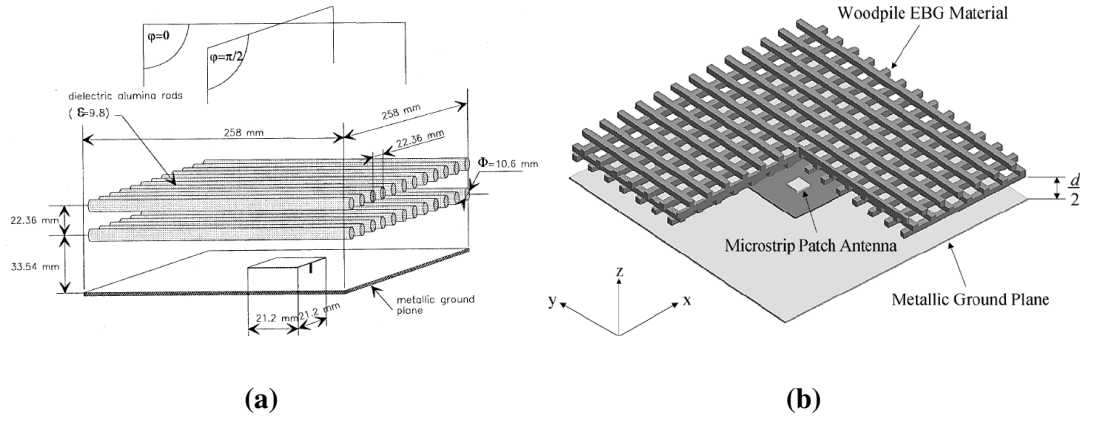 φ=0
φ=π/2
dielectric alumina rods
( ε=9.8)
258 mm
258 mm
22.36 mm
Φ=10.6 mm
22.36 mm
33.54 mm
metallic ground
plane
21.2 mm
21.2 mm
(a)
Woodpile EBG Material
d
2
Microstrip Patch Antenna
Metallic Ground Plane
z
y
x
(b)